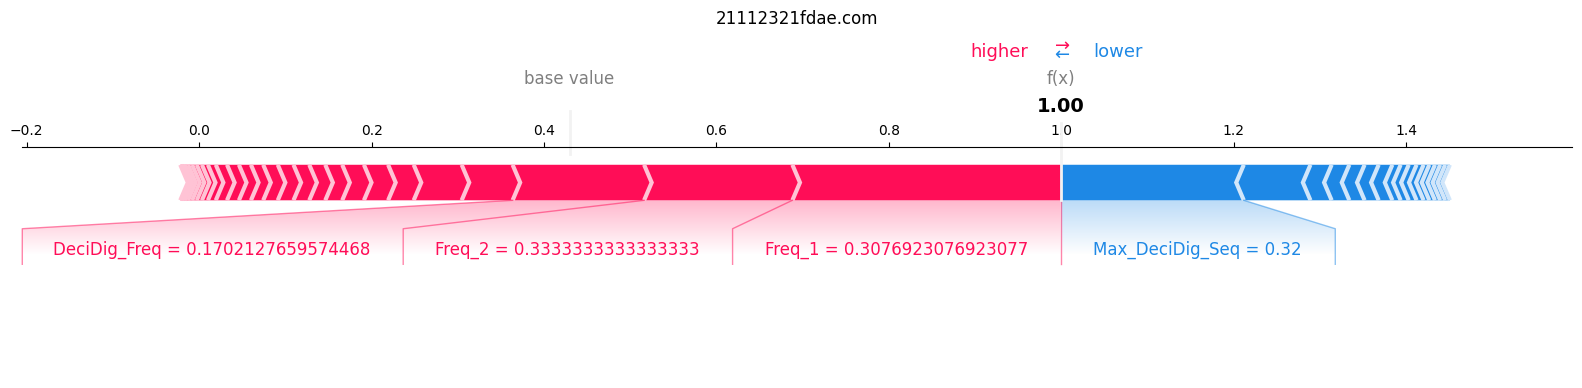 21112321fdae.com
higher ⇄ lower
base value f(x)
1.00
−0.2 0.0 0.2 0.4 0.6 0.8 1.0 1.2 1.4
DeciDig_Freq = 0.1702127659574468 Freq_2 = 0.3333333333333333 Freq_1 = 0.3076923076923077 Max_DeciDig_Seq = 0.32